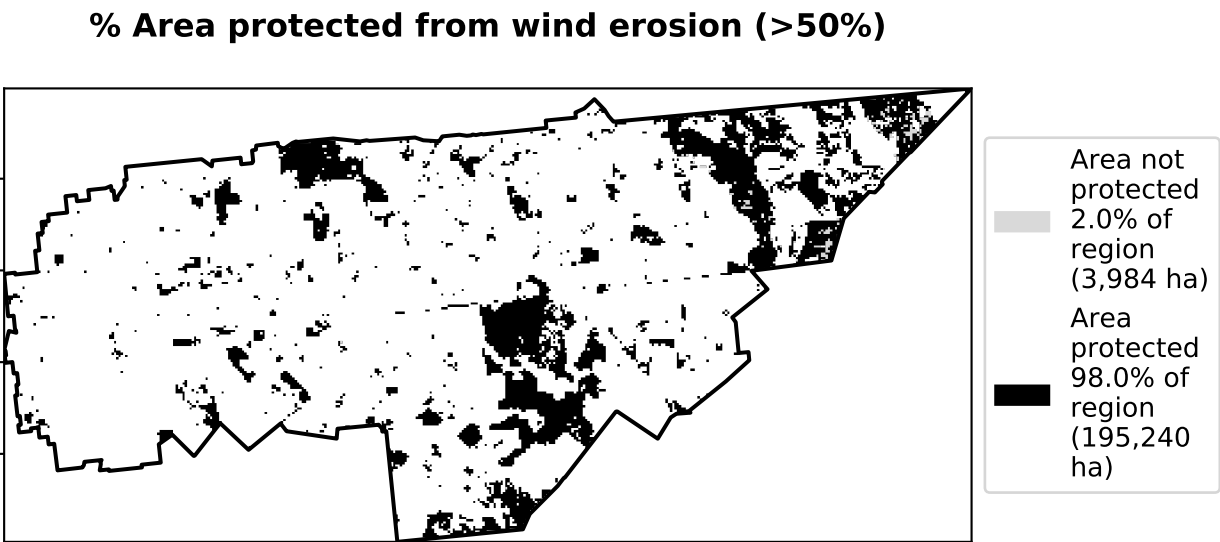 % Area protected from wind erosion (>50%)
Area not
protected
2.0% of
region
(3,984 ha)
Area
protected
98.0% of
region
(195,240
ha)